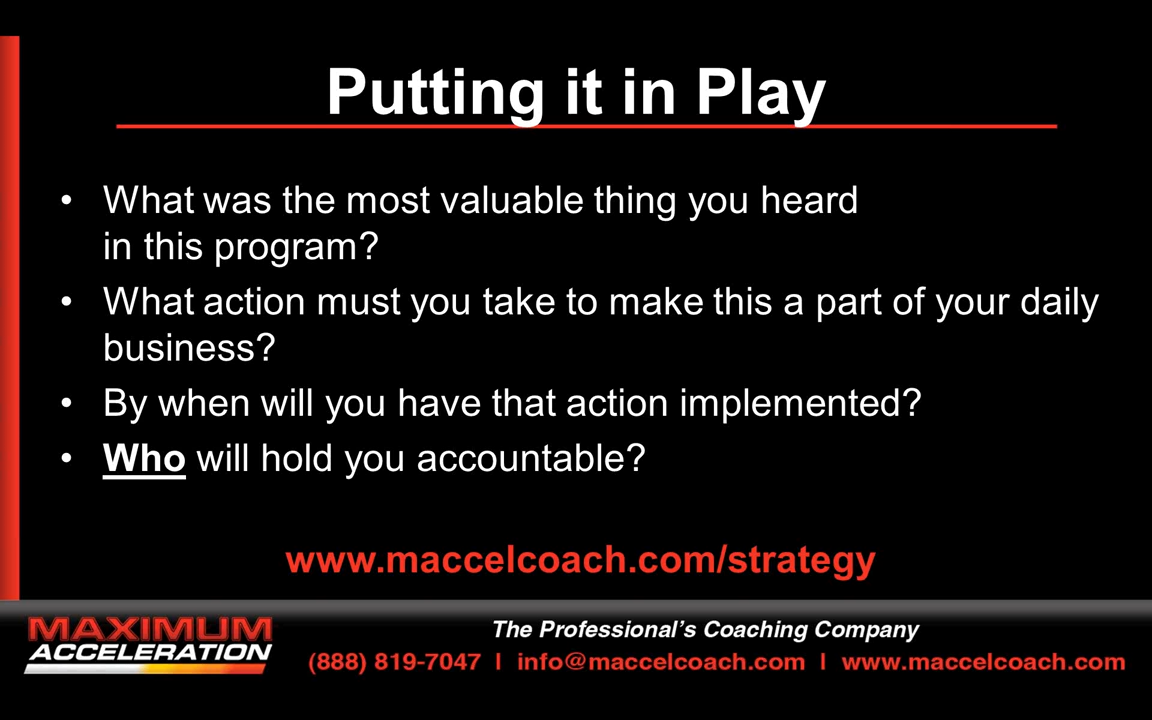 Putting it in Play
• What was the most valuable thing you heard
in this program?
• What action must you take to make this a part of your daily
business?
• By when will you have that action implemented?
• Who will hold you accountable?
www.maccelcoach.com/strategy
MAXIMUM
ACCELERATION
The Professional's Coaching Company
(888) 819-7047 | info@maccelcoach.com | www.maccelcoach.com